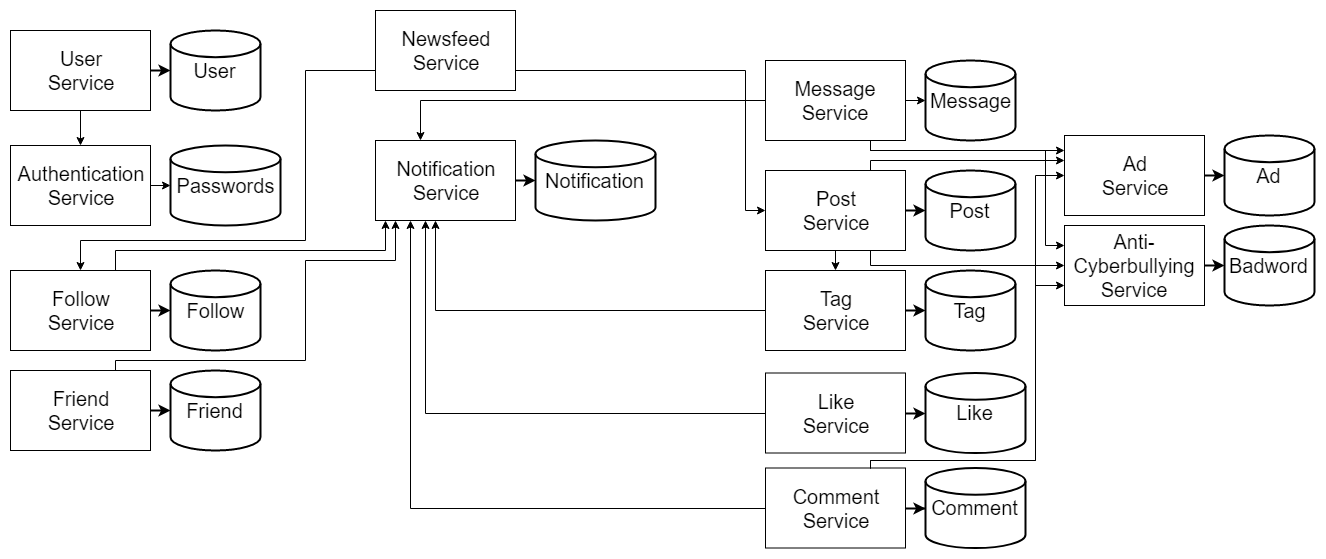 User
Service
User
Authentication
Service
Passwords
Follow
Service
Follow
Friend
Service
Friend
Newsfeed
Service
Notification
Service
Notification
Message
Service
Message
Post
Service
Post
Tag
Service
Tag
Like
Service
Like
Comment
Service
Comment
Ad
Service
Ad
Anti-
Cyberbullying
Service
Badword